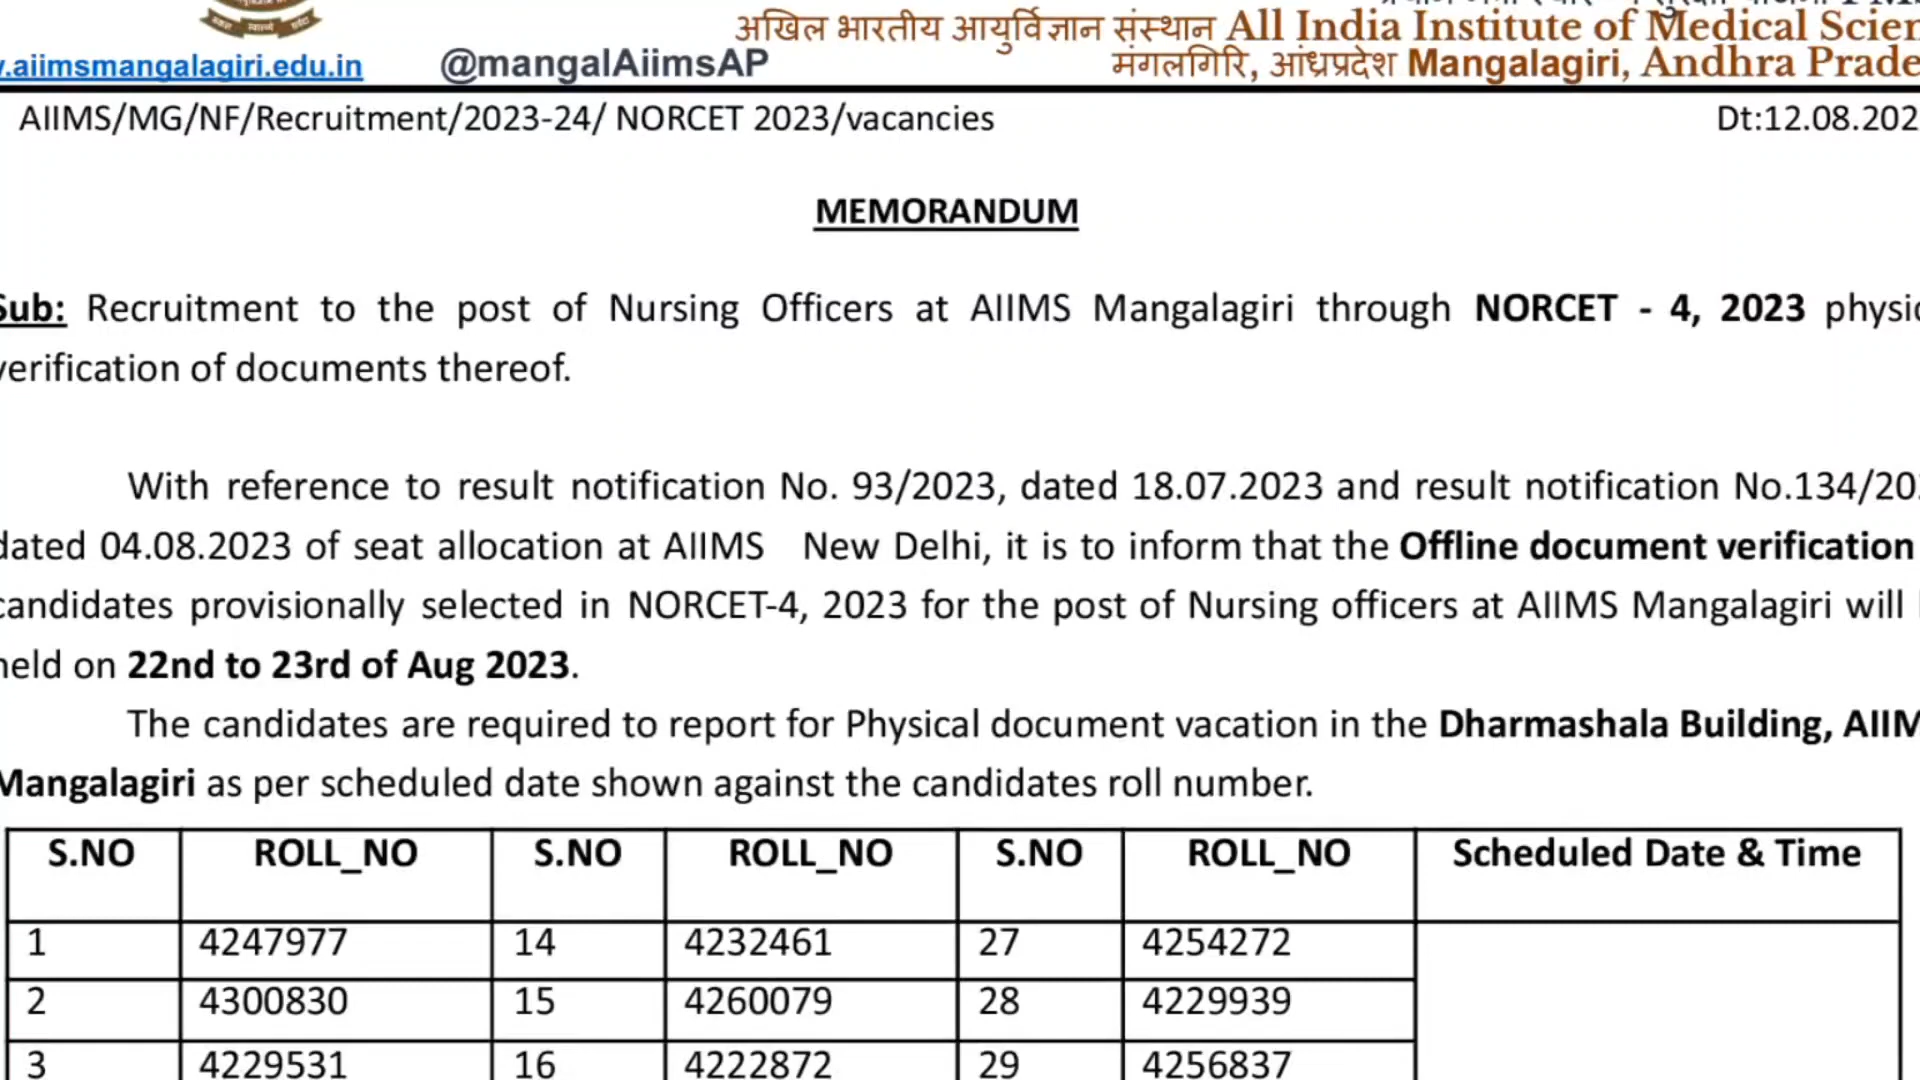 अखिल भारतीय आयुर्विज्ञान संस्थान All India Institute of Medical Scien
.aiimsmangalagiri.edu.in @mangalAiimsAP मंगलगिरि, आंध्रप्रदेश Mangalagiri, Andhra Prade
AIIMS/MG/NF/Recruitment/2023-24/ NORCET 2023/vacancies Dt:12.08.202
MEMORANDUM
Sub: Recruitment to the post of Nursing Officers at AIIMS Mangalagiri through NORCET - 4, 2023 physic
verification of documents thereof.
With reference to result notification No. 93/2023, dated 18.07.2023 and result notification No.134/202
dated 04.08.2023 of seat allocation at AIIMS New Delhi, it is to inform that the Offline document verification
candidates provisionally selected in NORCET-4, 2023 for the post of Nursing officers at AIIMS Mangalagiri will
held on 22nd to 23rd of Aug 2023.
The candidates are required to report for Physical document vacation in the Dharmashala Building, AIIM
Mangalagiri as per scheduled date shown against the candidates roll number.
S.NO ROLL_NO S.NO ROLL_NO S.NO ROLL_NO Scheduled Date & Time
1 4247977 14 4232461 27 4254272
2 4300830 15 4260079 28 4229939
3 4229531 16 4222872 29 4256837